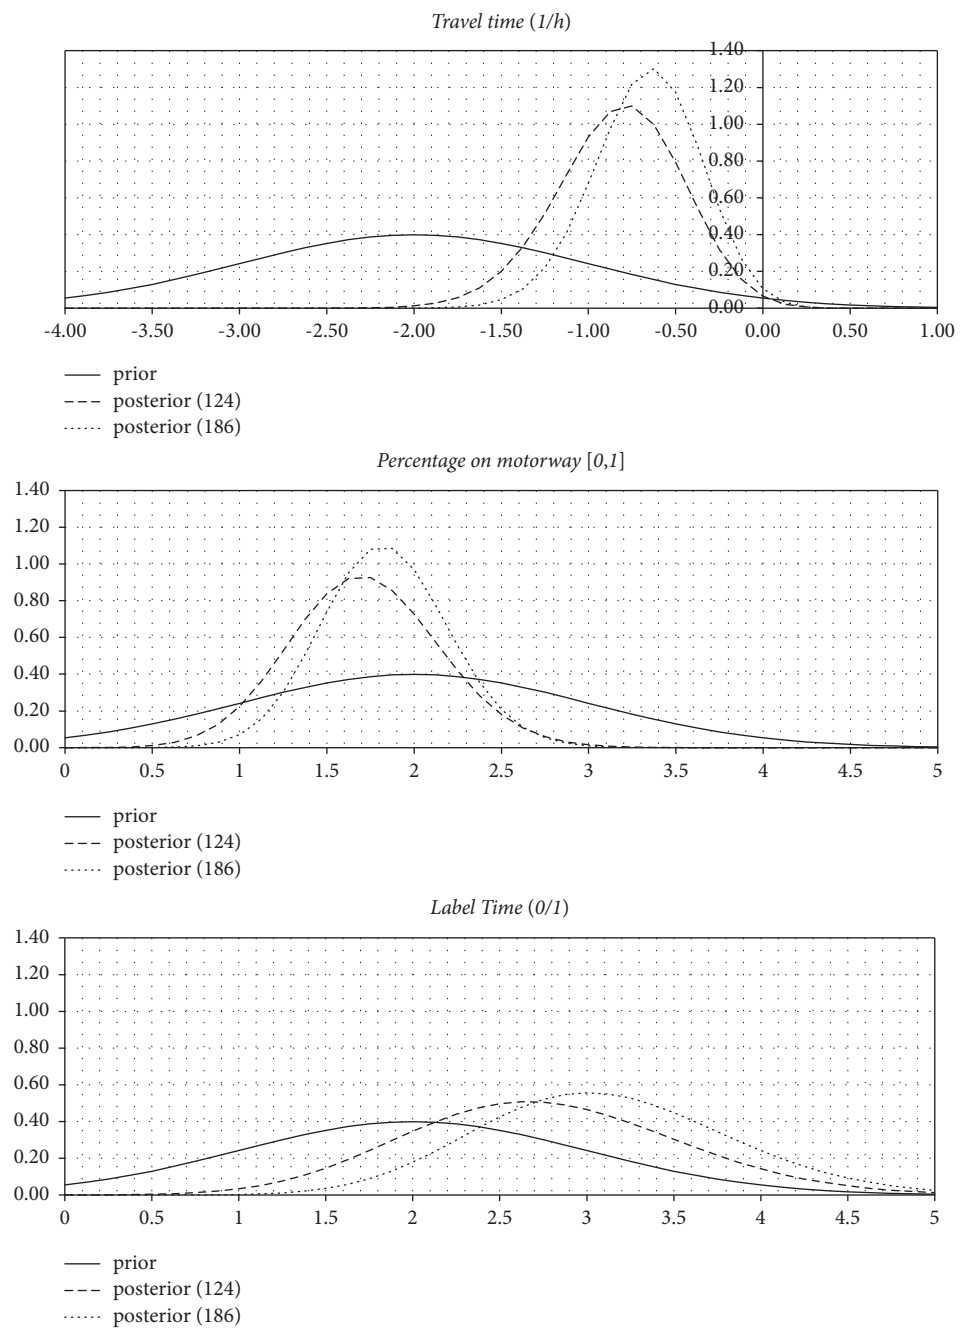 Travel time (1/h)
1.40
1.20
1.00
0.80
0.60
0.40
0.20
0.00
-4.00 -3.50 -3.00 -2.50 -2.00 -1.50 -1.00 -0.50 0.00 0.50 1.00
prior
posterior (124)
posterior (186)
Percentage on motorway [0,1]
1.40
1.20
1.00
0.80
0.60
0.40
0.20
0.00
0 0.5 1 1.5 2 2.5 3 3.5 4 4.5 5
prior
posterior (124)
posterior (186)
Label Time (0/1)
1.40
1.20
1.00
0.80
0.60
0.40
0.20
0.00
0 0.5 1 1.5 2 2.5 3 3.5 4 4.5 5
prior
posterior (124)
posterior (186)